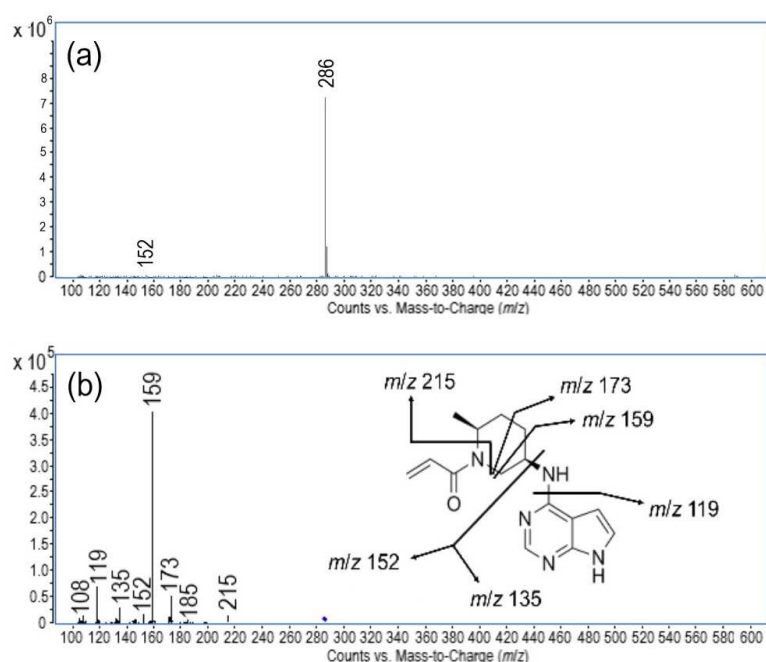 x 10 6
(a)
286
8
7
6
5
4
3
2
1
0
152
100 120 140 160 180 200 220 240 260 280 300 320 340 360 380 400 420 440 460 480 500 520 540 560 580 600
Counts vs. Mass-to-Charge (m/z)
x 10 5
(b)
4.5
4.0
3.5
3.0
2.5
2.0
1.5
1.0
0.5
0
108
119
135
152
159
173
185
215
m/z 215
m/z 173
m/z 159
N
NH
O
m/z 119
N
N
N
H
m/z 152
m/z 135
100 120 140 160 180 200 220 240 260 280 300 320 340 360 380 400 420 440 460 480 500 520 540 560 580 600
Counts vs. Mass-to-Charge (m/z)